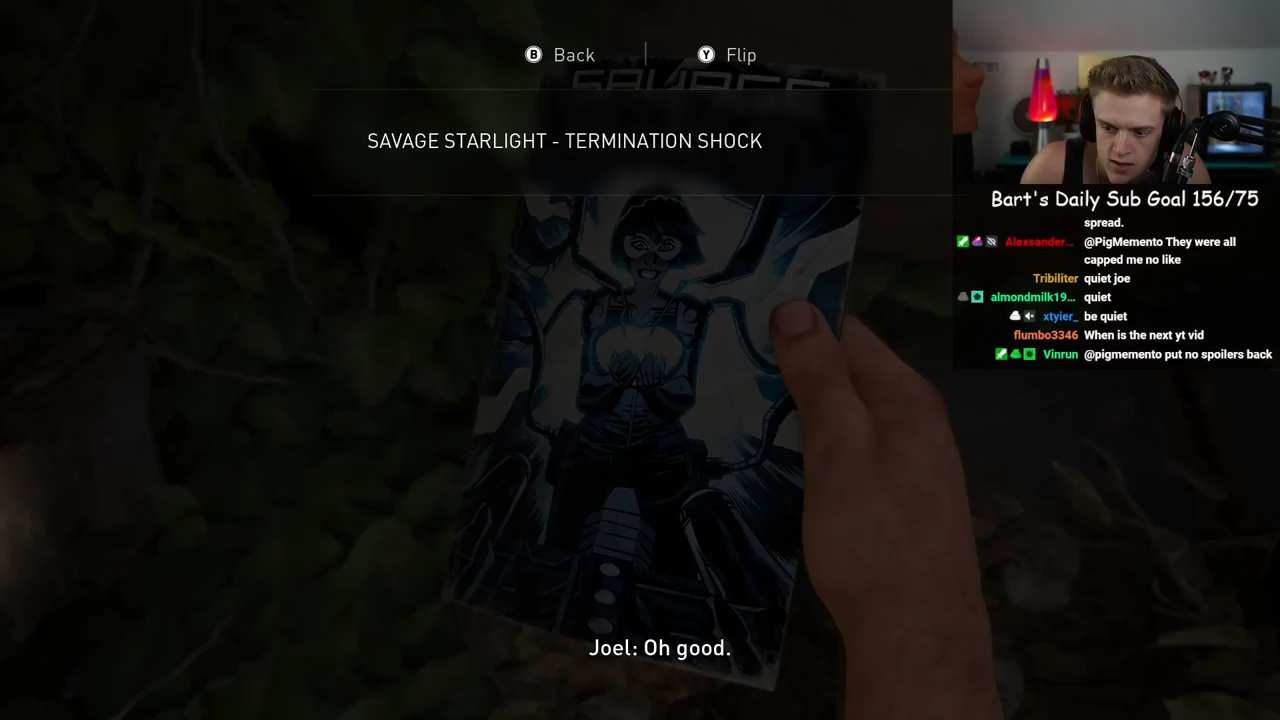 B Back | Y Flip
SAVAGE
SAVAGE STARLIGHT - TERMINATION SHOCK
Joel: Oh good.
Bart's Daily Sub Goal 156/75
spread.
Alexsander... @PigMemento They were all
capped me no like
Tribiliter quiet joe
almondmilk19... quiet
xtyier_ be quiet
flumbo3346 When is the next yt vid
Vinrun @pigmemento put no spoilers back